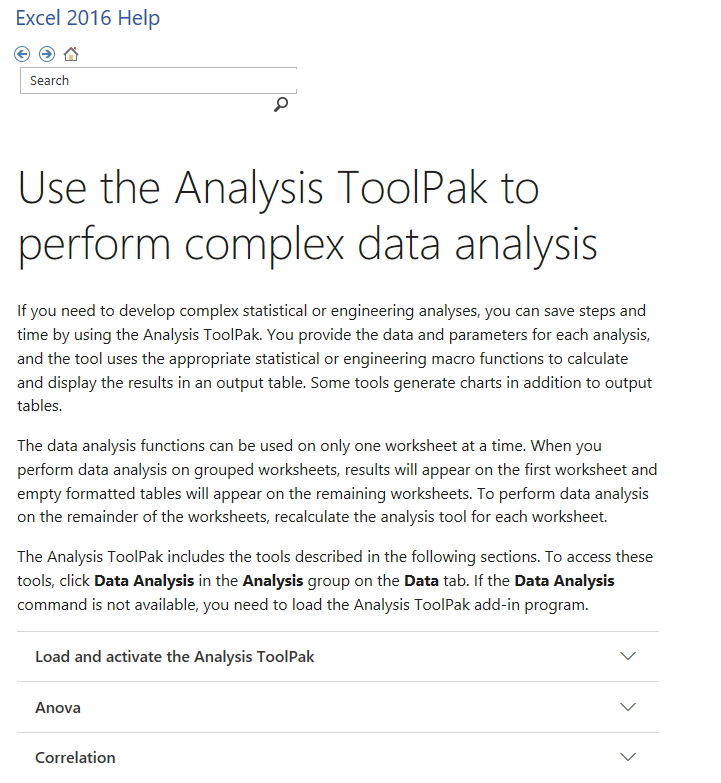 Excel 2016 Help
Search
Use the Analysis ToolPak to
perform complex data analysis
If you need to develop complex statistical or engineering analyses, you can save steps and
time by using the Analysis ToolPak. You provide the data and parameters for each analysis,
and the tool uses the appropriate statistical or engineering macro functions to calculate
and display the results in an output table. Some tools generate charts in addition to output
tables.
The data analysis functions can be used on only one worksheet at a time. When you
perform data analysis on grouped worksheets, results will appear on the first worksheet and
empty formatted tables will appear on the remaining worksheets. To perform data analysis
on the remainder of the worksheets, recalculate the analysis tool for each worksheet.
The Analysis ToolPak includes the tools described in the following sections. To access these
tools, click Data Analysis in the Analysis group on the Data tab. If the Data Analysis
command is not available, you need to load the Analysis ToolPak add-in program.
Load and activate the Analysis ToolPak
Anova
Correlation